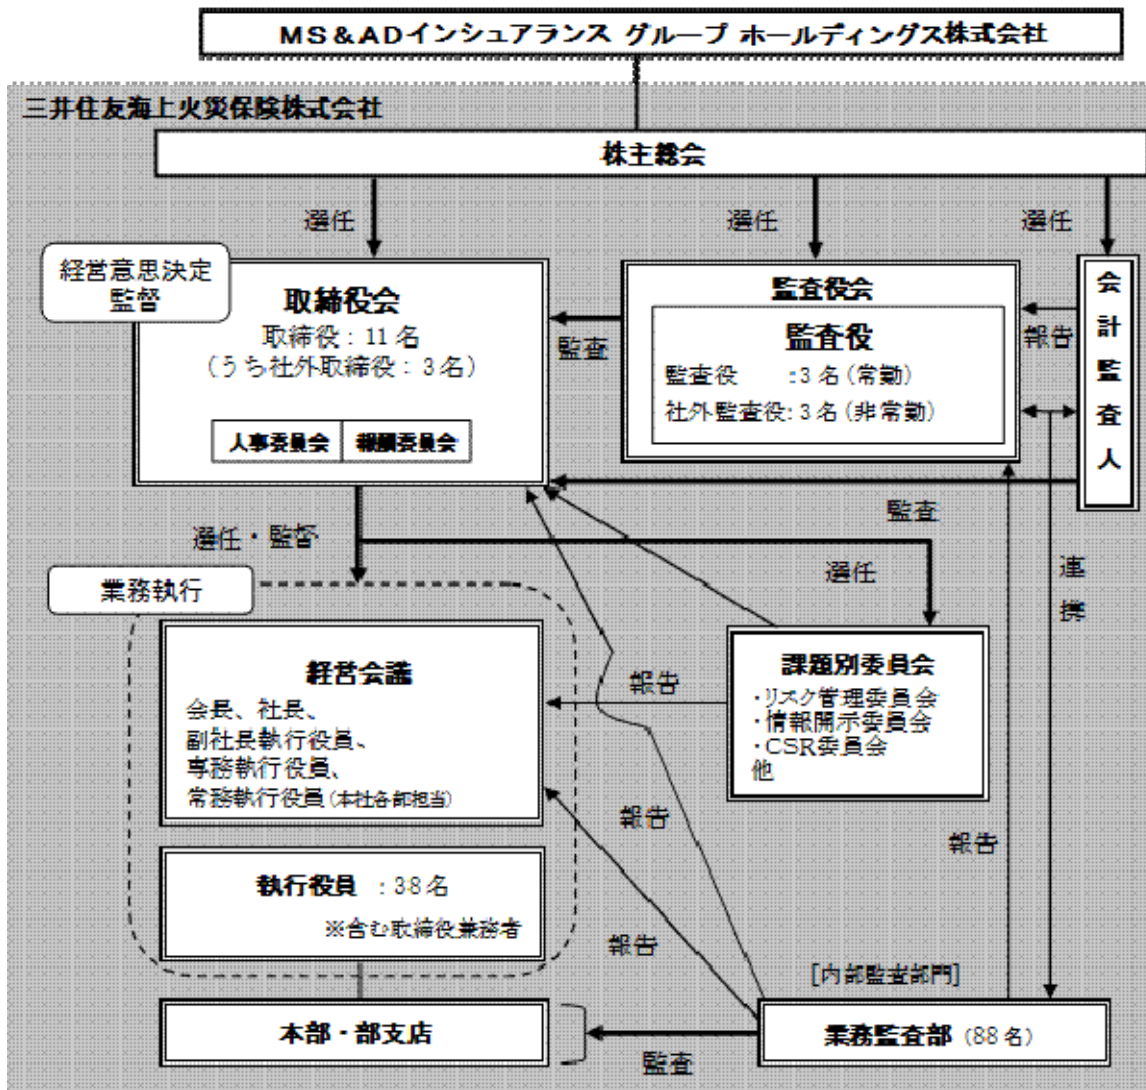 MS&ADインシュアランス グループ ホールディングス株式会社
三井住友海上火災保険株式会社
株主総会
選任
選任
選任
経営意思決定
監督
取締役会
取締役：11名
（うち社外取締役：3名）
人事委員会
報酬委員会
監査
監査役会
監査役
監査役　　：3名（常勤）
社外監査役：3名（非常勤）
報告
会計監査人
監査
選任・監督
選任
連携
業務執行
経営会議
会長、社長、
副社長執行役員、
専務執行役員、
常務執行役員（本社各部担当）
報告
課題別委員会
・リスク管理委員会
・情報開示委員会
・CSR委員会
他
報告
報告
執行役員　：38名
※含む取締役兼務者
報告
[内部監査部門]
本部・部支店
監査
業務監査部（88名）